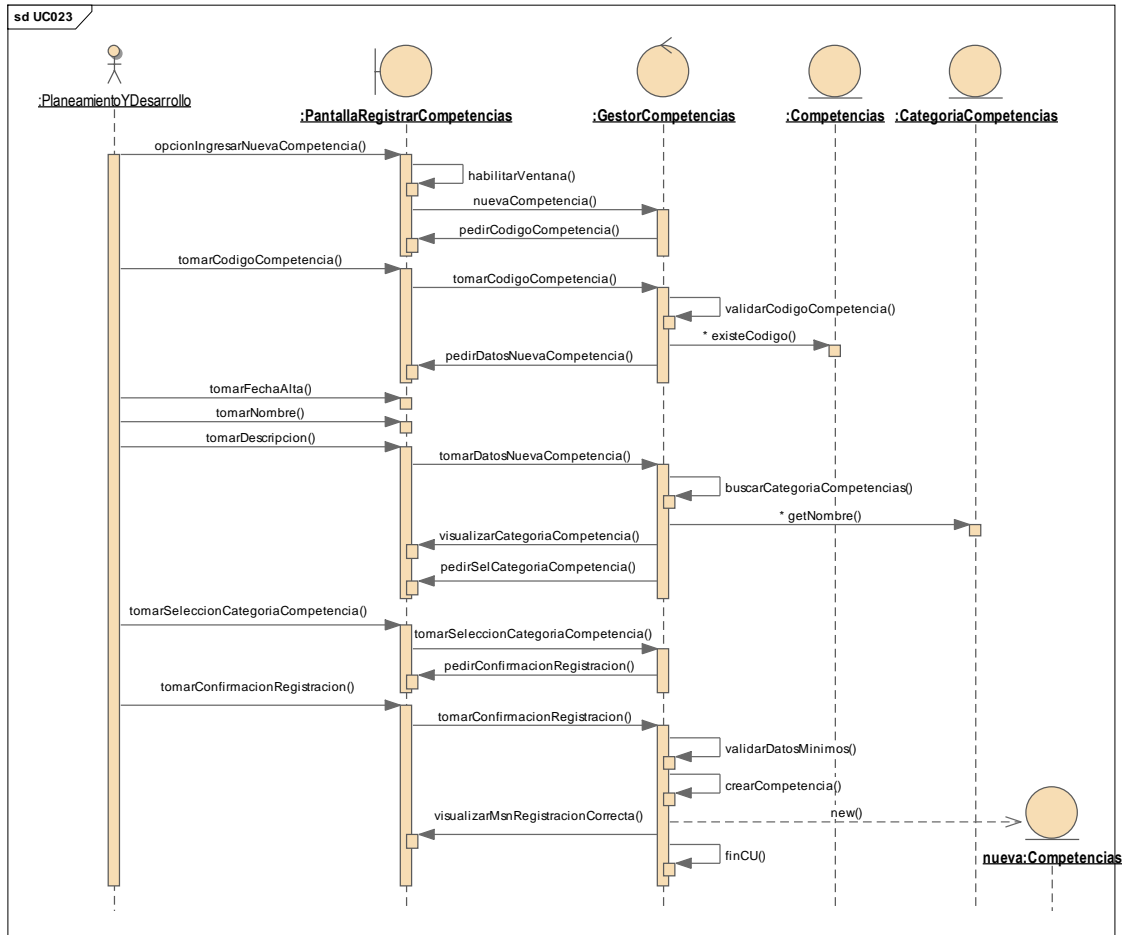 sd UC023
:PlaneamientoYDesarrollo
:PantallaRegistrarCompetencias
:GestorCompetencias
:Competencias
:CategoriaCompetencias
opcionIngresarNuevaCompetencia()
habilitarVentana()
nuevaCompetencia()
pedirCodigoCompetencia()
tomarCodigoCompetencia()
tomarCodigoCompetencia()
validarCodigoCompetencia()
* existeCodigo()
pedirDatosNuevaCompetencia()
tomarFechaAlta()
tomarNombre()
tomarDescripcion()
tomarDatosNuevaCompetencia()
buscarCategoriaCompetencias()
* getNombre()
visualizarCategoriaCompetencia()
pedirSelCategoriaCompetencia()
tomarSeleccionCategoriaCompetencia()
tomarSeleccionCategoriaCompetencia()
pedirConfirmacionRegistracion()
tomarConfirmacionRegistracion()
tomarConfirmacionRegistracion()
validarDatosMinimos()
crearCompetencia()
new()
visualizarMsnRegistracionCorrecta()
finCU()
nueva:Competencias